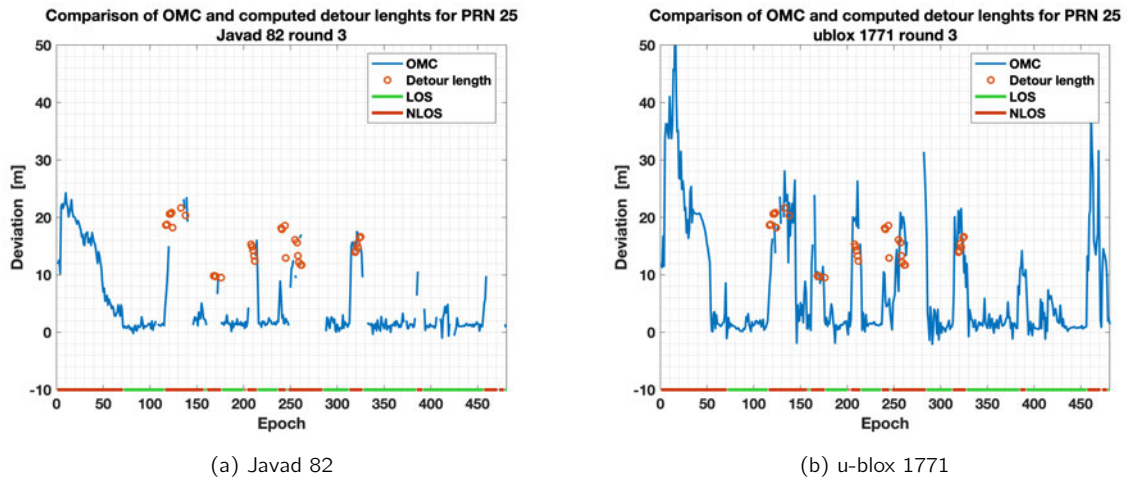 Comparison of OMC and computed detour lenghts for PRN 25
Javad 82 round 3
50
40
30
20
10
0
-10
Deviation [m]
OMC
Detour length
LOS
NLOS
0 50 100 150 200 250 300 350 400 450
Epoch
(a) Javad 82
Comparison of OMC and computed detour lenghts for PRN 25
ublox 1771 round 3
50
40
30
20
10
0
-10
Deviation [m]
OMC
Detour length
LOS
NLOS
0 50 100 150 200 250 300 350 400 450
Epoch
(b) u-blox 1771